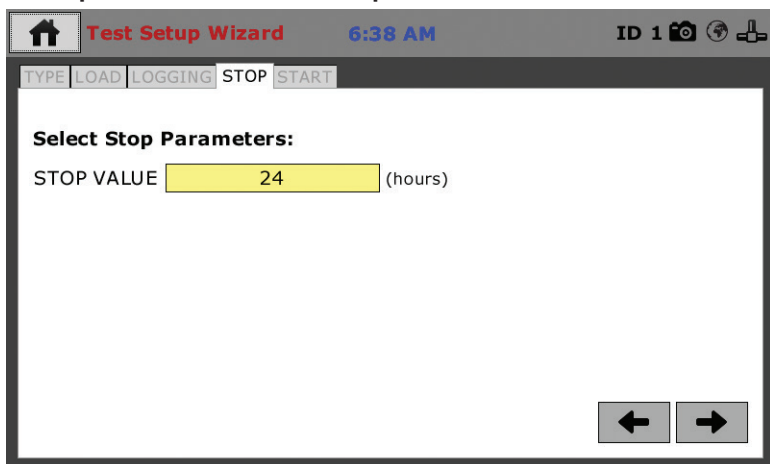 Test Setup Wizard 6:38 AM ID 1
TYPE LOAD LOGGING STOP START
Select Stop Parameters:
STOP VALUE 24 (hours)